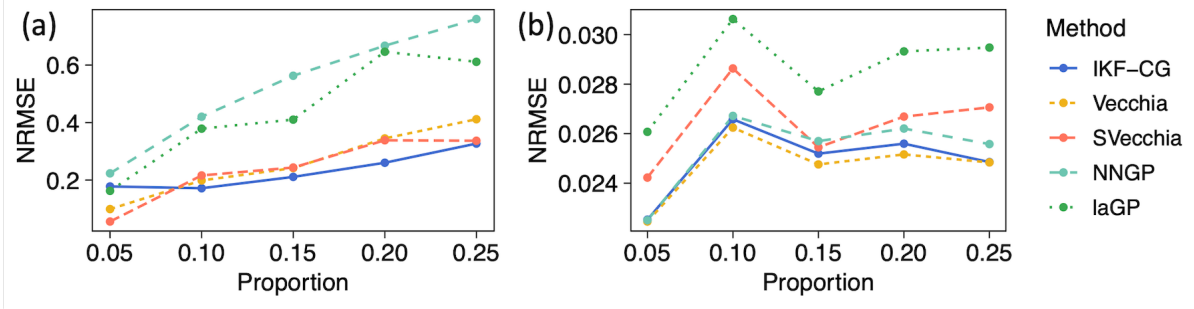 (a)
NRMSE
0.6
0.4
0.2
0.05 0.10 0.15 0.20 0.25
Proportion
(b)
NRMSE
0.030
0.028
0.026
0.024
0.05 0.10 0.15 0.20 0.25
Proportion
Method
IKF−CG
Vecchia
SVecchia
NNGP
laGP